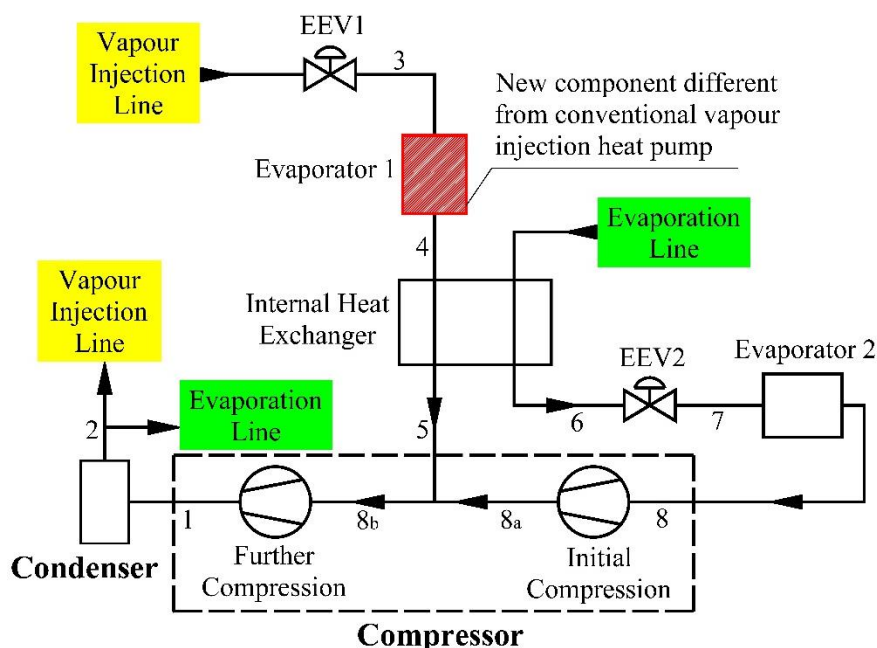 EEV1
Vapour
Injection
Line
3
New component different
from conventional vapour
injection heat pump
Evaporator 1
Evaporation
Line
4
Vapour
Injection
Line
Internal Heat
Exchanger
EEV2
Evaporator 2
Evaporation
Line
2
5
6
7
1
8b
8a
8
Further
Compression
Initial
Compression
Condenser
Compressor